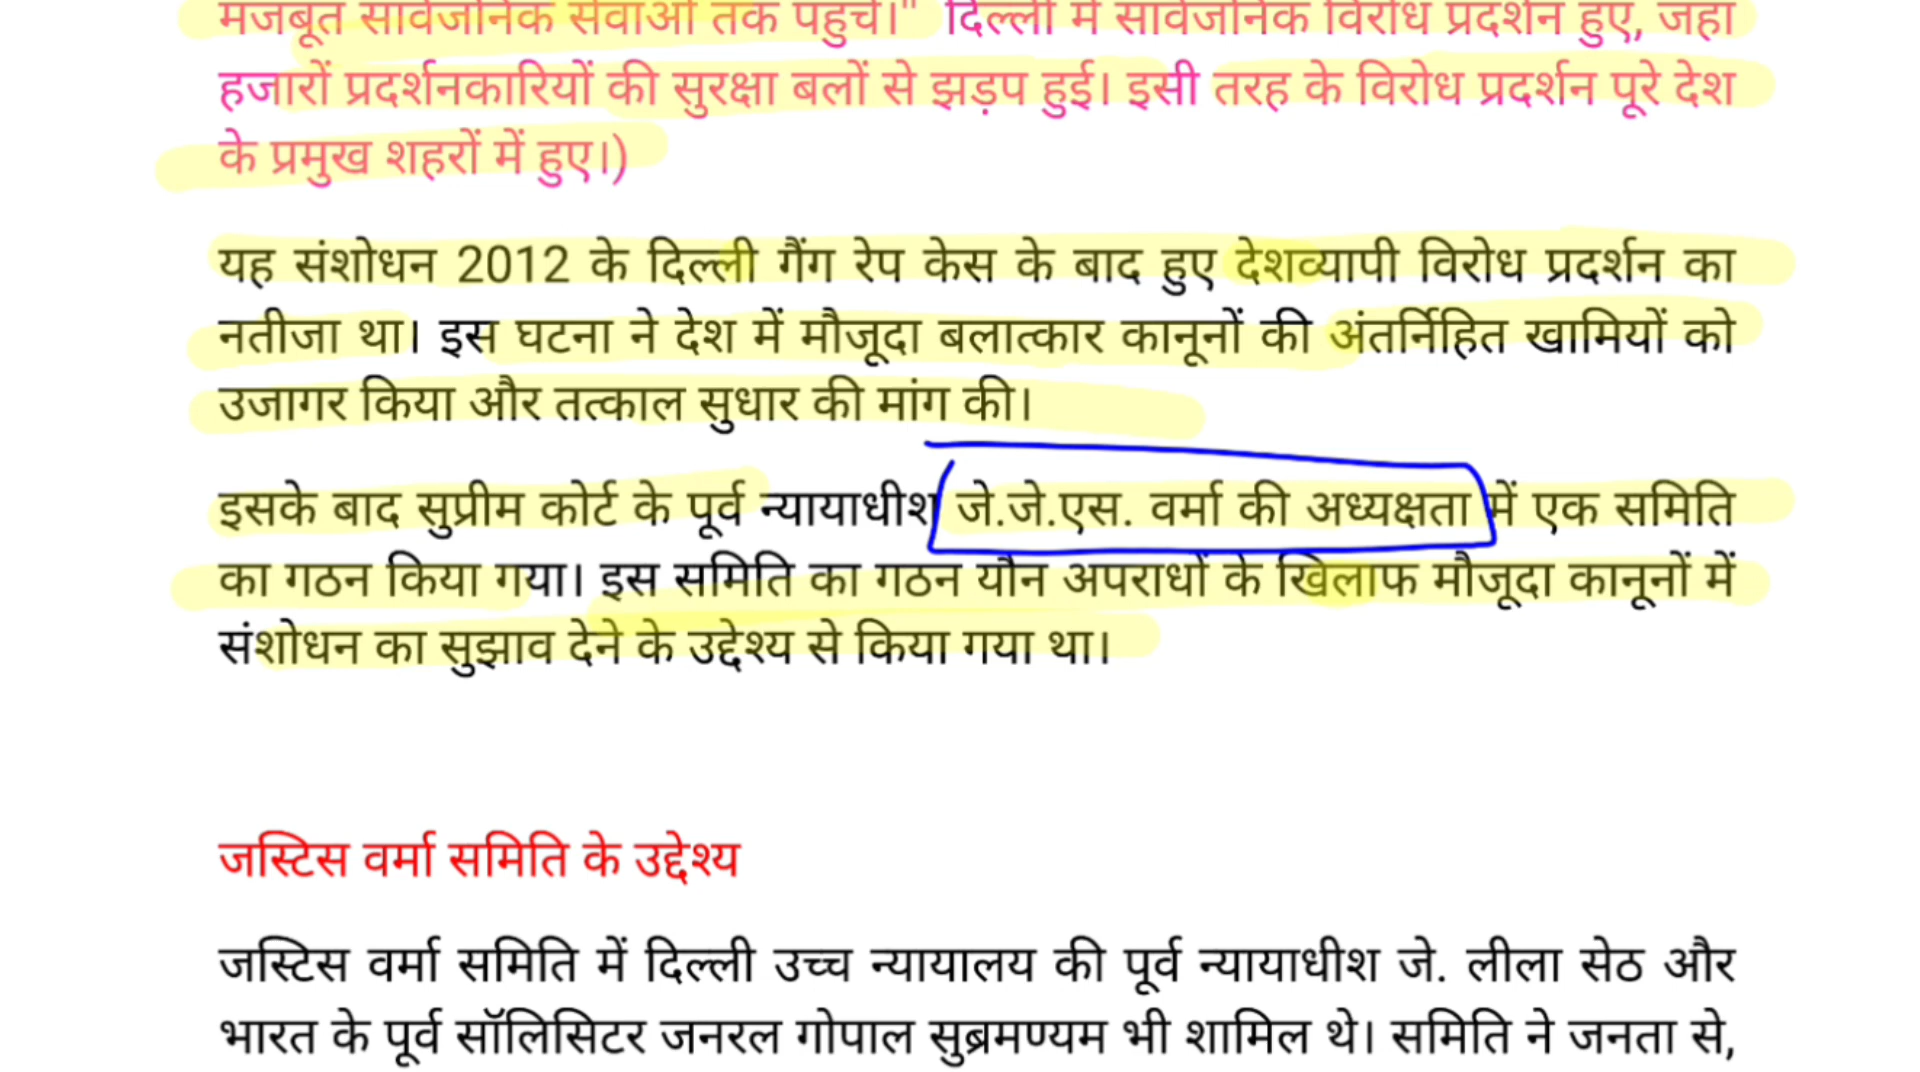 मजबूत सार्वजनिक सेवाओं तक पहुंचे।" दिल्ली में सार्वजनिक विरोध प्रदर्शन हुए, जहां
हजारों प्रदर्शनकारियों की सुरक्षा बलों से झड़प हुई। इसी तरह के विरोध प्रदर्शन पूरे देश
के प्रमुख शहरों में हुए।)
यह संशोधन 2012 के दिल्ली गैंग रेप केस के बाद हुए देशव्यापी विरोध प्रदर्शन का
नतीजा था। इस घटना ने देश में मौजूदा बलात्कार कानूनों की अंतर्निहित खामियों को
उजागर किया और तत्काल सुधार की मांग की।
इसके बाद सुप्रीम कोर्ट के पूर्व न्यायाधीश जे.जे.एस. वर्मा की अध्यक्षता में एक समिति
का गठन किया गया। इस समिति का गठन यौन अपराधों के खिलाफ मौजूदा कानूनों में
संशोधन का सुझाव देने के उद्देश्य से किया गया था।
जस्टिस वर्मा समिति के उद्देश्य
जस्टिस वर्मा समिति में दिल्ली उच्च न्यायालय की पूर्व न्यायाधीश जे. लीला सेठ और
भारत के पूर्व सॉलिसिटर जनरल गोपाल सुब्रमण्यम भी शामिल थे। समिति ने जनता से,